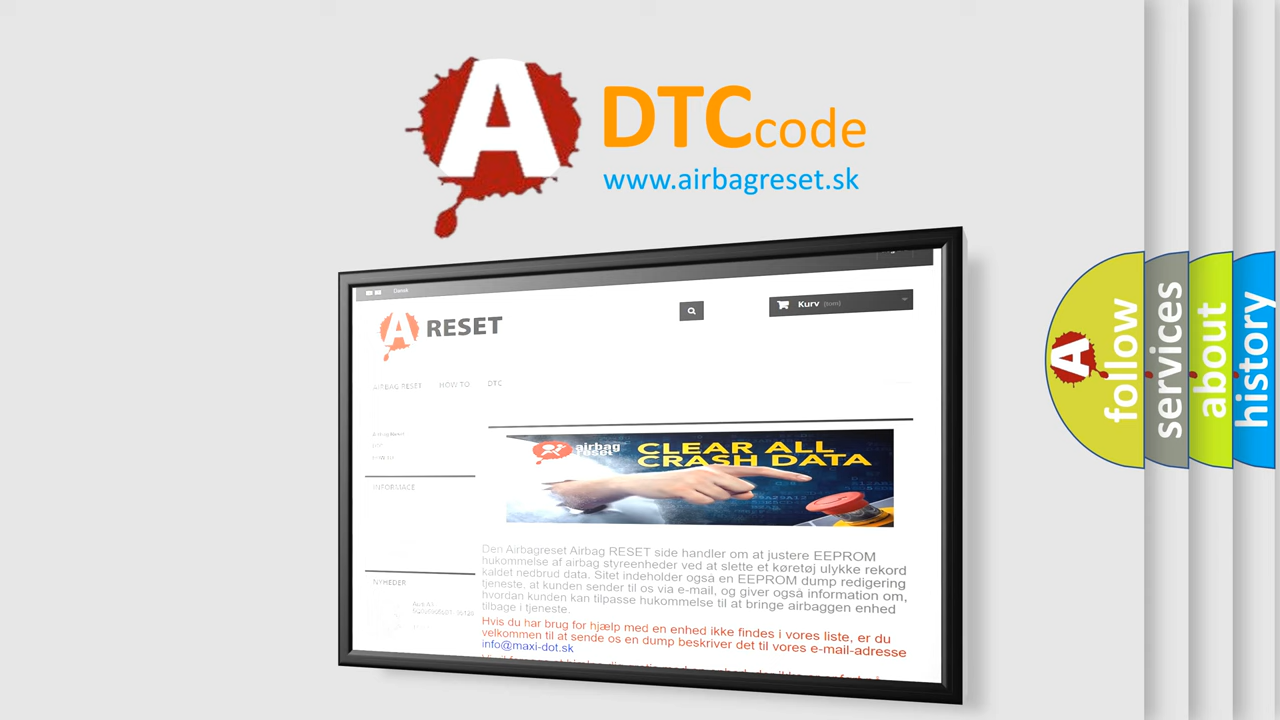 A DTCcode
www.airbagreset.sk
Dansk
A RESET
Kurv (tom)
AIRBAG RESET HOW TO DTC
HOW TO
INFORMACE
NYHEDER
airbag
reset
CLEAR ALL
CRASH DATA
Den Airbagreset Airbag RESET side handler om at justere EEPROM
hukommelse af airbag styreenheder ved at slette et køretøj ulykke rekord
kaldet nedbrud data. Sitet indeholder også en EEPROM dump redigering
tjeneste, at kunden sender til os via e-mail, og giver også information om,
hvordan kunden kan tilpasse hukommelse til at bringe airbaggen enhed
tilbage i tjeneste.
Hvis du har brug for hjælp med en enhed ikke findes i vores liste, er du
velkommen til at sende os en dump beskriver det til vores e-mail-adresse
info@maxi-dot.sk
A follow
services
about
history